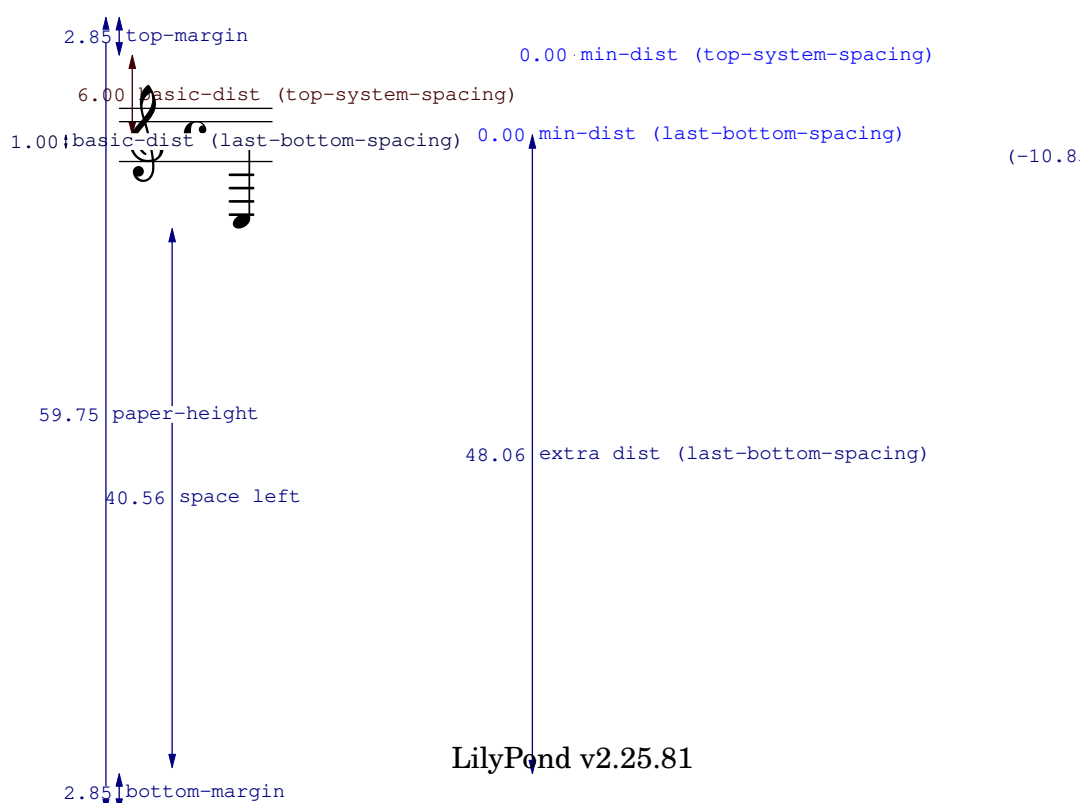 2.85 top-margin
0.00 min-dist (top-system-spacing)
6.00 basic-dist (top-system-spacing)
1.00 basic-dist (last-bottom-spacing)
0.00 min-dist (last-bottom-spacing)
59.75 paper-height
48.06 extra dist (last-bottom-spacing)
40.56 space left
LilyPond v2.25.81
2.85 bottom-margin